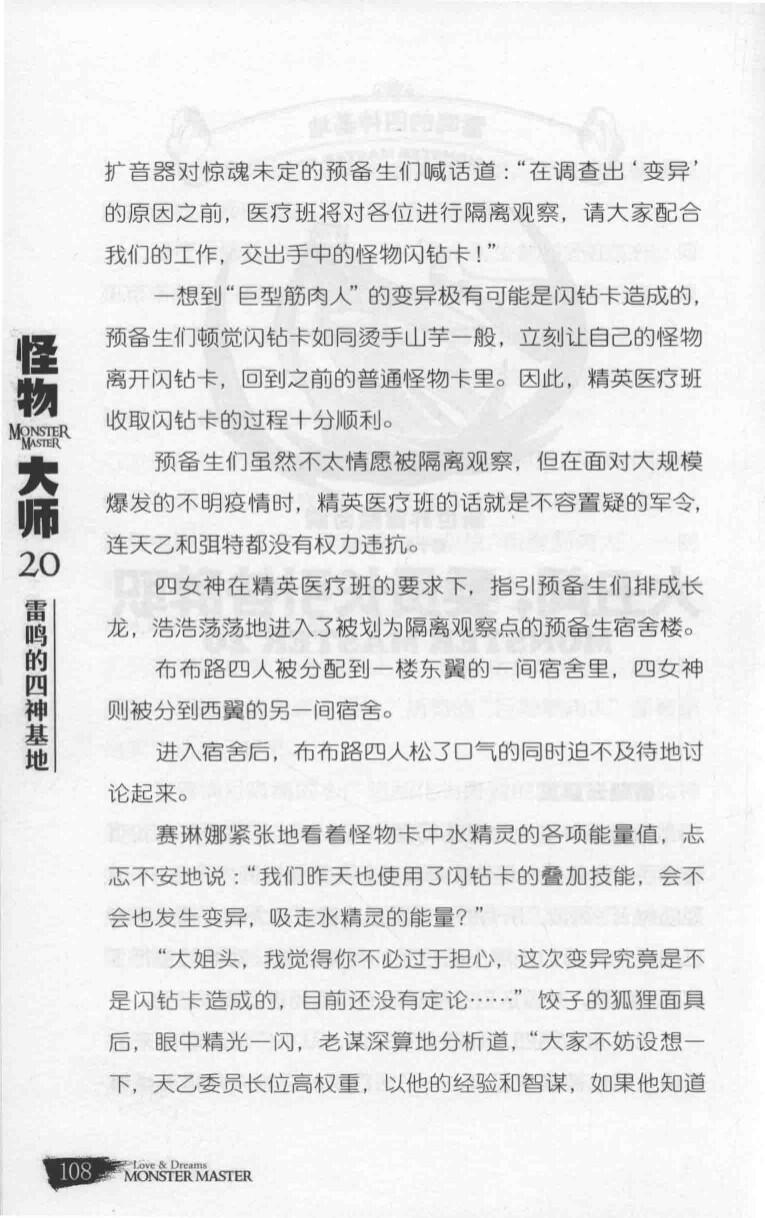 扩音器对惊魂未定的预备生们喊话道：“在调查出‘变异’
的原因之前，医疗班将对各位进行隔离观察，请大家配合
我们的工作，交出手中的怪物闪钻卡！”
一想到“巨型筋肉人”的变异极有可能是闪钻卡造成的，
预备生们顿觉闪钻卡如同烫手山芋一般，立刻让自己的怪物
离开闪钻卡，回到之前的普通怪物卡里。因此，精英医疗班
收取闪钻卡的过程十分顺利。
预备生们虽然不太情愿被隔离观察，但在面对大规模
爆发的不明疫情时，精英医疗班的话就是不容置疑的军令，
连天乙和弭特都没有权力违抗。
四女神在精英医疗班的要求下，指引预备生们排成长
龙，浩浩荡荡地进入了被划为隔离观察点的预备生宿舍楼。
布布路四人被分配到一楼东翼的一间宿舍里，四女神
则被分到西翼的另一间宿舍。
进入宿舍后，布布路四人松了口气的同时迫不及待地讨
论起来。
赛琳娜紧张地看着怪物卡中水精灵的各项能量值，忐
忑不安地说：“我们昨天也使用了闪钻卡的叠加技能，会不
会也发生变异，吸走水精灵的能量？”
“大姐头，我觉得你不必过于担心，这次变异究竟是不
是闪钻卡造成的，目前还没有定论……”饺子的狐狸面具
后，眼中精光一闪，老谋深算地分析道，“大家不妨设想一
下，天乙委员长位高权重，以他的经验和智谋，如果他知道
怪物
MONSTER
MASTER
大师
20
雷鸣的四神基地
108
Love & Dreams
MONSTER MASTER